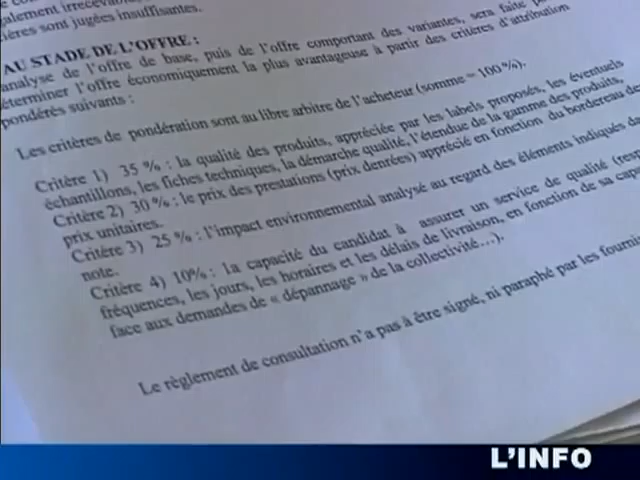 galement irrecevables
ières sont jugées insuffisantes.
AU STADE DE L'OFFRE :
analyse de l'offre de base, puis de l'offre comportant des variantes, sera faite
éterminer l'offre économiquement la plus avantageuse à partir des critères d'attribution
pondérés suivants :
Les critères de pondération sont au libre arbitre de l'acheteur (somme = 100 %).
Critère 1) 35 % : la qualité des produits, appréciée par les labels proposés, les éventuels
échantillons, les fiches techniques, la démarche qualité, l'étendue de la gamme des produits,
Critère 2) 30 % : le prix des prestations (prix denrées) apprécié en fonction du bordereau de
prix unitaires.
Critère 3) 25 % : l'impact environnemental analysé au regard des éléments indiqués da
note.
Critère 4) 10% : la capacité du candidat à assurer un service de qualité (resp
fréquences, les jours, les horaires et les délais de livraison, en fonction de sa capa
face aux demandes de « dépannage » de la collectivité…).
Le règlement de consultation n'a pas à être signé, ni paraphé par les fourni
L'INFO